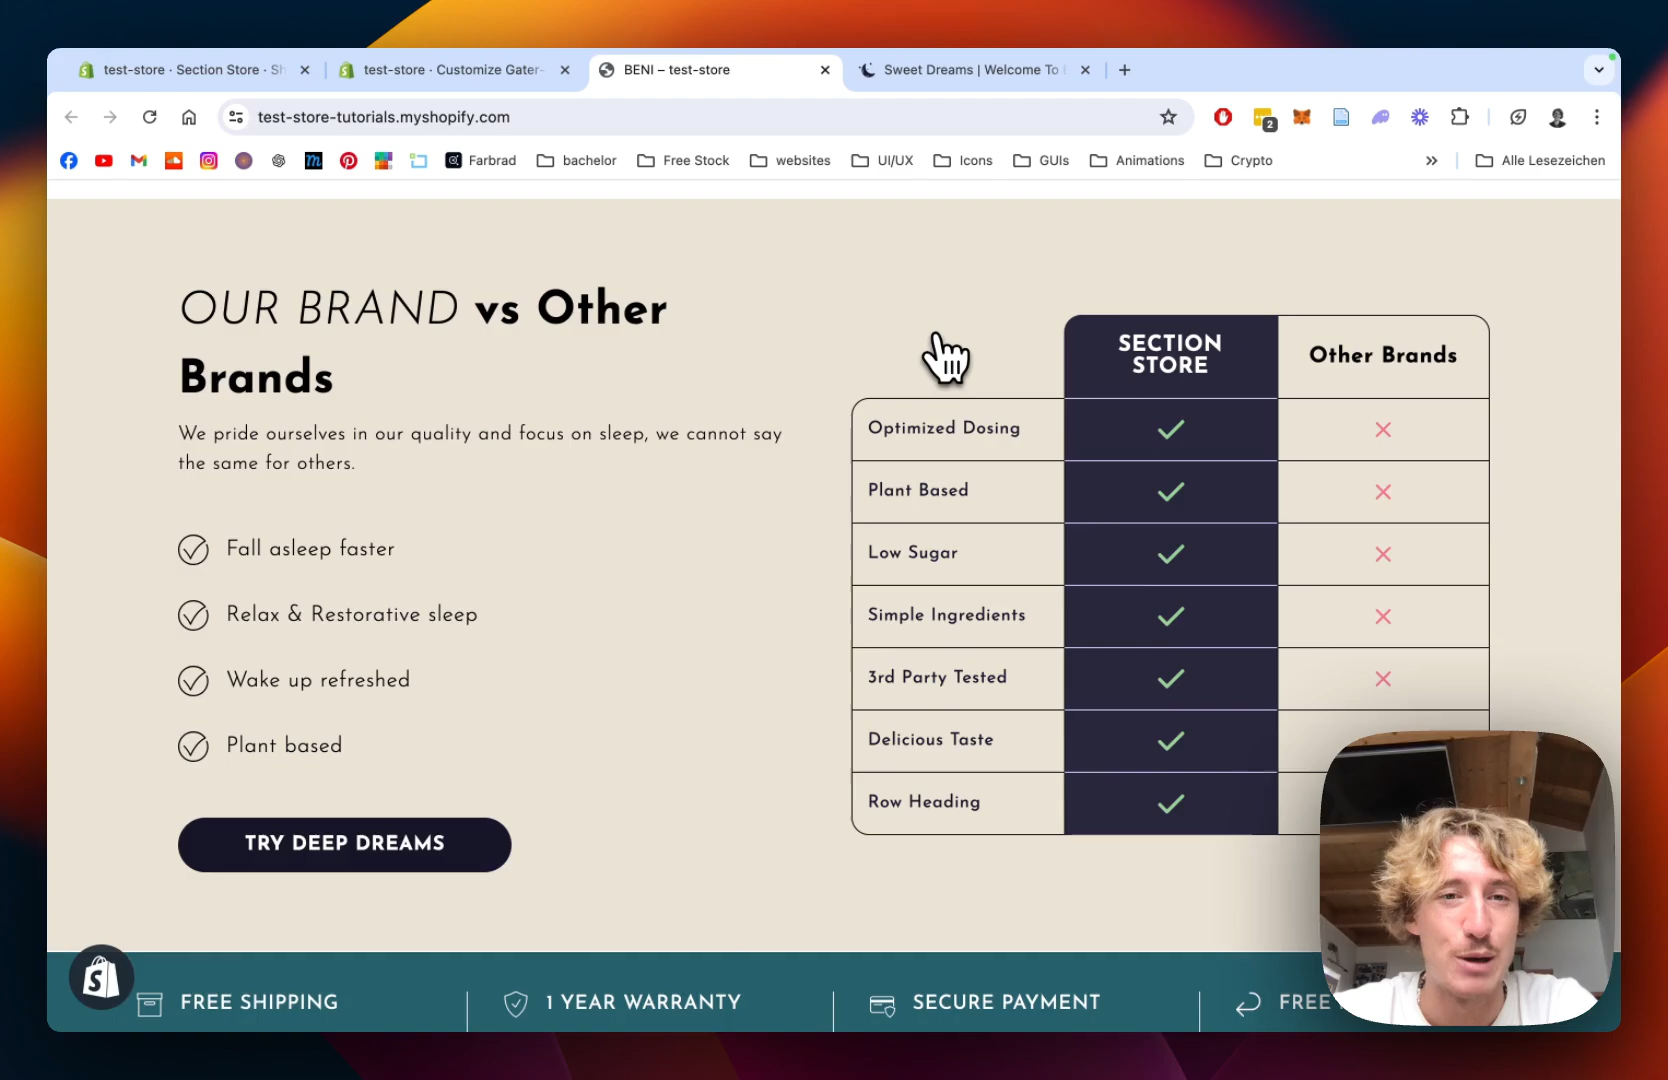 test-store · Section Store · Sh
test-store · Customize Gater-
BENI – test-store
Sweet Dreams | Welcome To
test-store-tutorials.myshopify.com
2
Farbrad
bachelor
Free Stock
websites
UI/UX
Icons
GUIs
Animations
Crypto
Alle Lesezeichen
OUR BRAND vs Other
Brands
We pride ourselves in our quality and focus on sleep, we cannot say
the same for others.
Fall asleep faster
Relax & Restorative sleep
Wake up refreshed
Plant based
TRY DEEP DREAMS
SECTION
STORE
Other Brands
Optimized Dosing
Plant Based
Low Sugar
Simple Ingredients
3rd Party Tested
Delicious Taste
Row Heading
FREE SHIPPING
1 YEAR WARRANTY
SECURE PAYMENT
FREE